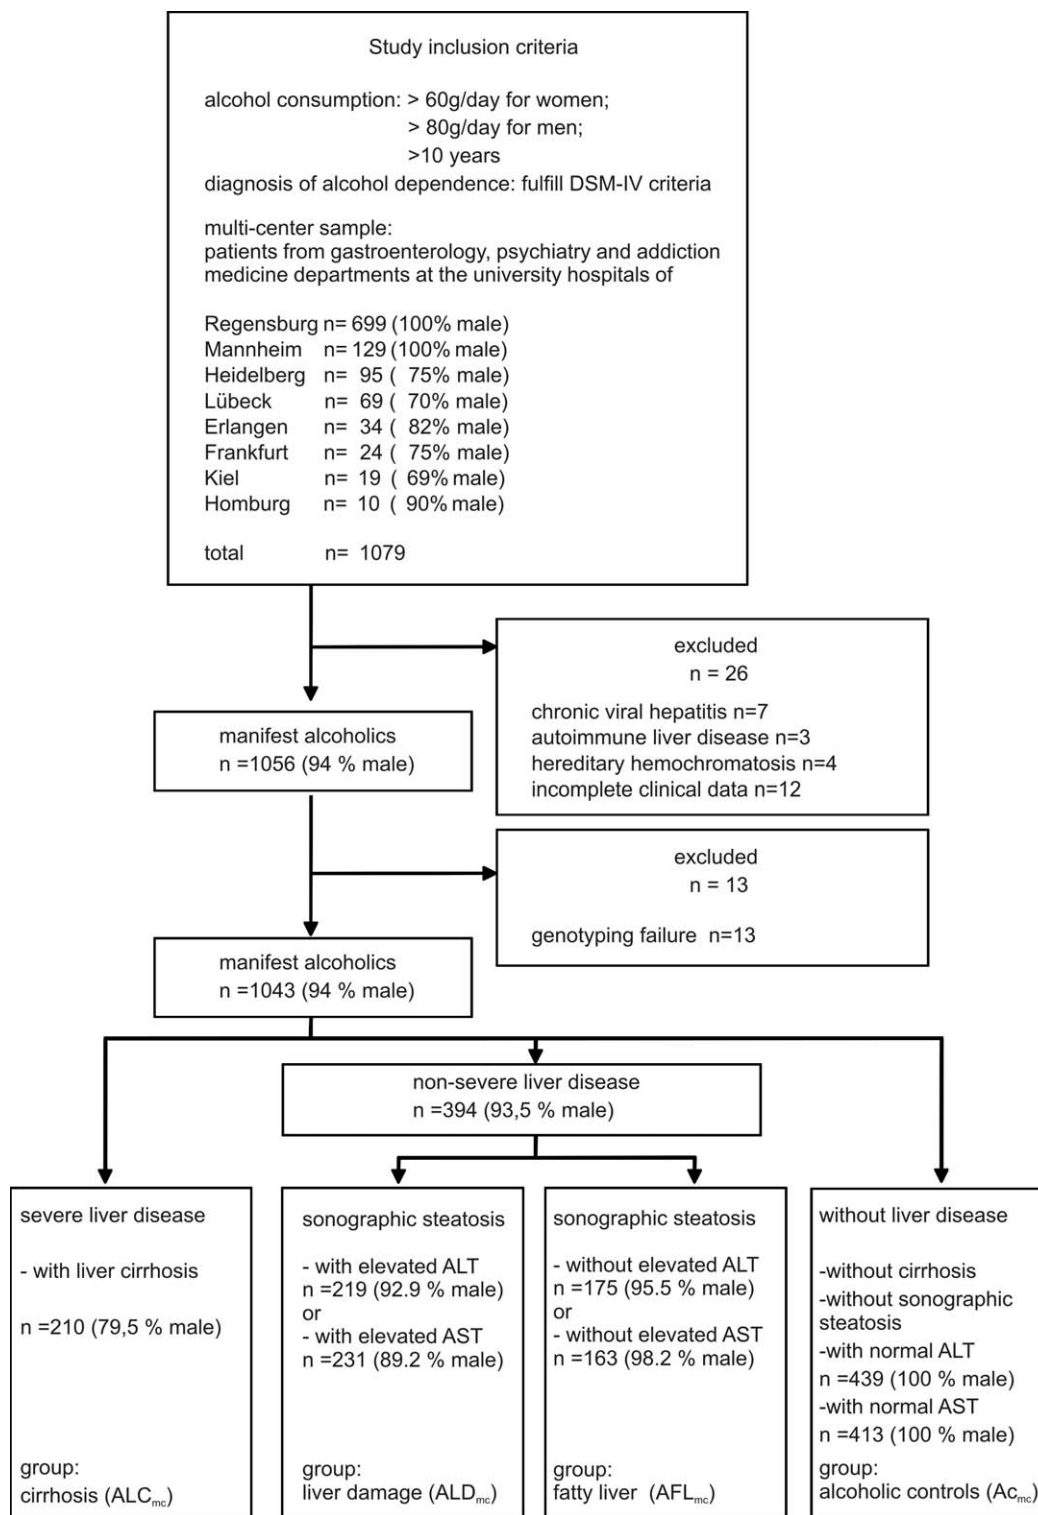 Study inclusion criteria
alcohol consumption: > 60g/day for women;
> 80g/day for men;
>10 years
diagnosis of alcohol dependence: fulfill DSM-IV criteria
multi-center sample:
patients from gastroenterology, psychiatry and addiction
medicine departments at the university hospitals of
Regensburg n= 699 (100% male)
Mannheim n= 129 (100% male)
Heidelberg n= 95 ( 75% male)
Lübeck n= 69 ( 70% male)
Erlangen n= 34 ( 82% male)
Frankfurt n= 24 ( 75% male)
Kiel n= 19 ( 69% male)
Homburg n= 10 ( 90% male)
total n= 1079
excluded
n = 26
chronic viral hepatitis n=7
autoimmune liver disease n=3
hereditary hemochromatosis n=4
incomplete clinical data n=12
manifest alcoholics
n =1056 (94 % male)
excluded
n = 13
genotyping failure n=13
manifest alcoholics
n =1043 (94 % male)
non-severe liver disease
n =394 (93,5 % male)
severe liver disease
- with liver cirrhosis
n =210 (79,5 % male)
group:
cirrhosis (ALCmc)
sonographic steatosis
- with elevated ALT
n =219 (92.9 % male)
or
- with elevated AST
n =231 (89.2 % male)
group:
liver damage (ALDmc)
sonographic steatosis
- without elevated ALT
n =175 (95.5 % male)
or
- without elevated AST
n =163 (98.2 % male)
group:
fatty liver (AFLmc)
without liver disease
-without cirrhosis
-without sonographic
steatosis
-with normal ALT
n =439 (100 % male)
-with normal AST
n =413 (100 % male)
group:
alcoholic controls (Acmc)